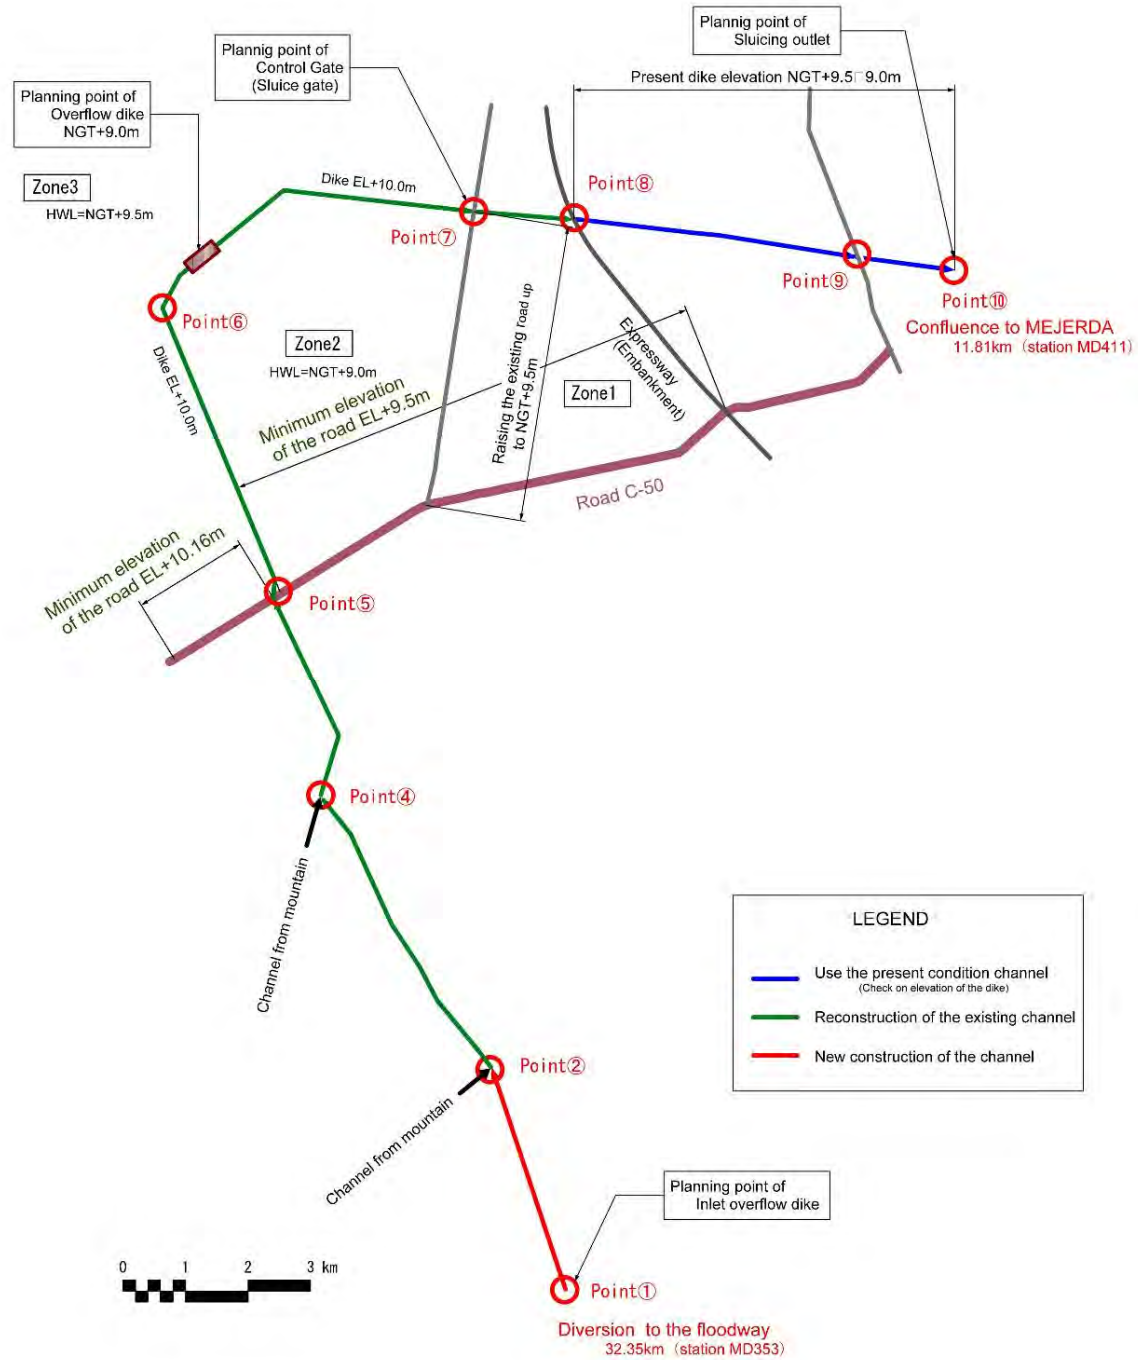 Plannig point of
Sluicing outlet
Plannig point of
Control Gate
(Sluice gate)
Present dike elevation NGT+9.5□9.0m
Planning point of
Overflow dike
NGT+9.0m
Zone3
HWL=NGT+9.5m
Dike EL+10.0m
Point⑧
Point⑦
Point⑨
Point⑩
Confluence to MEJERDA
11.81km (station MD411)
Point⑥
Zone2
HWL=NGT+9.0m
Dike EL+10.0m
Minimum elevation
of the road EL+9.5m
Raising the existing road up
to NGT+9.5m
Expressway
(Embankment)
Zone1
Road C-50
Minimum elevation
of the road EL+10.16m
Point⑤
Point④
Channel from mountain
LEGEND
Use the present condition channel
(Check on elevation of the dike)
Reconstruction of the existing channel
New construction of the channel
Point②
Channel from mountain
Planning point of
Inlet overflow dike
0 1 2 3 km
Point①
Diversion to the floodway
32.35km (station MD353)